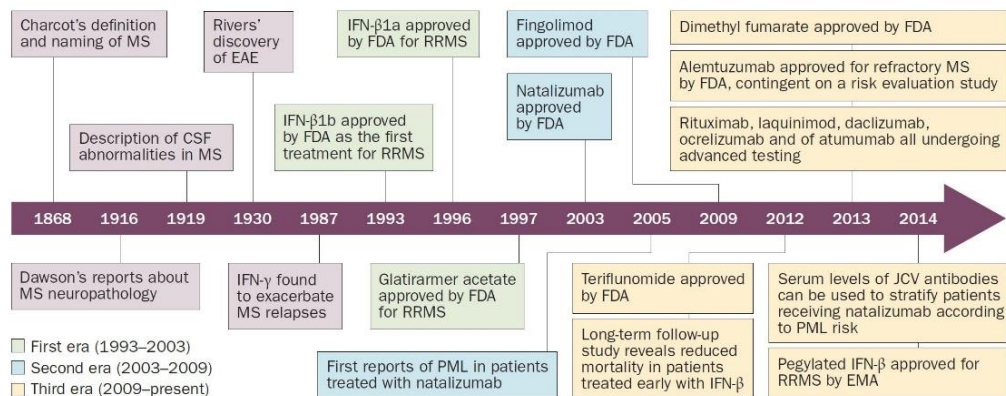 Charcot's definition
and naming of MS
Rivers'
discovery
of EAE
IFN-β1a approved
by FDA for RRMS
Fingolimod
approved by FDA
Dimethyl fumarate approved by FDA
Alemtuzumab approved for refractory MS
by FDA, contingent on a risk evaluation study
Natalizumab
approved
by FDA
Description of CSF
abnormalities in MS
IFN-β1b approved
by FDA as the first
treatment for RRMS
Rituximab, laquinimod, daclizumab,
ocrelizumab and of atumumab all undergoing
advanced testing
1868 1916 1919 1930 1987 1993 1996 1997 2003 2005 2009 2012 2013 2014
Dawson's reports about
MS neuropathology
IFN-γ found
to exacerbate
MS relapses
Glatirarmer acetate
approved by FDA
for RRMS
Teriflunomide approved
by FDA
Serum levels of JCV antibodies
can be used to stratify patients
receiving natalizumab according
to PML risk
First reports of PML in patients
treated with natalizumab
Long-term follow-up
study reveals reduced
mortality in patients
treated early with IFN-β
Pegylated IFN-β approved for
RRMS by EMA
First era (1993–2003)
Second era (2003–2009)
Third era (2009–present)